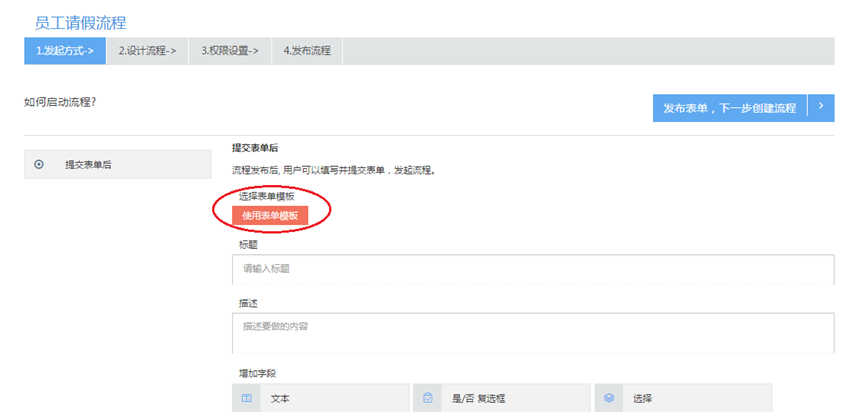 员工请假流程
1.发起方式-> 2.设计流程-> 3.权限设置-> 4.发布流程
如何启动流程?
发布表单，下一步创建流程 >
提交表单后
提交表单后
流程发布后, 用户可以填写并提交表单，发起流程。
选择表单模板
使用表单模板
标题
请输入标题
描述
描述要做的内容
增加字段
文本 是/否 复选框 选择